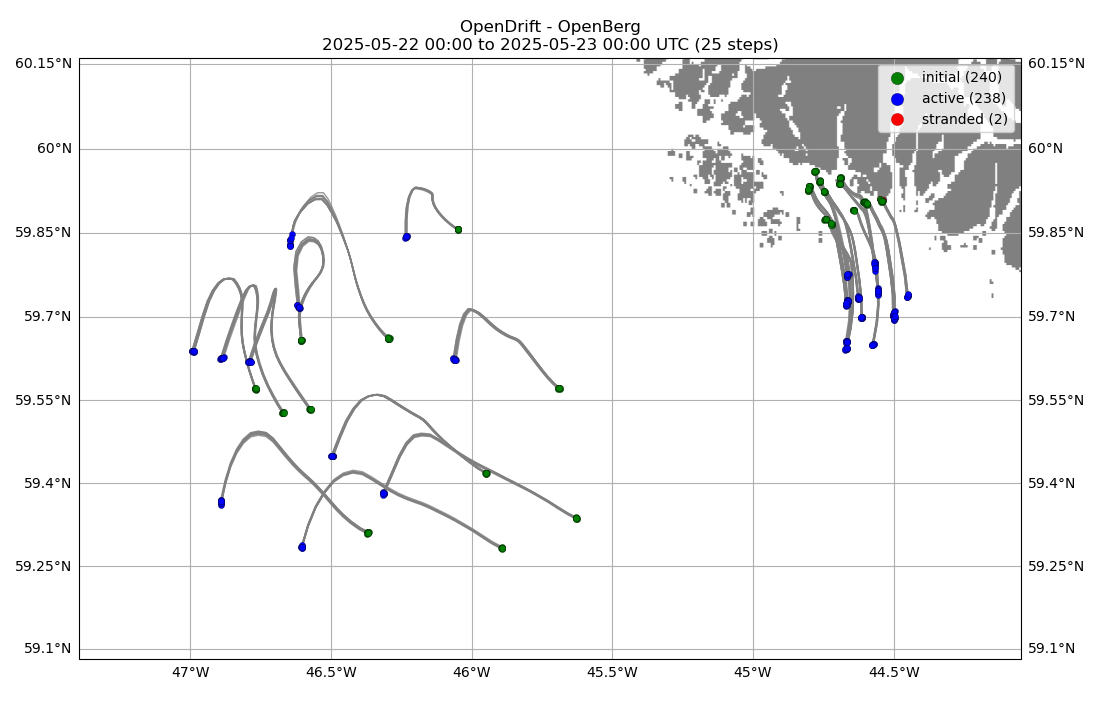 OpenDrift - OpenBerg
2025-05-22 00:00 to 2025-05-23 00:00 UTC (25 steps)
60.15°N
60.15°N
initial (240)
active (238)
stranded (2)
60°N
60°N
59.85°N
59.85°N
59.7°N
59.7°N
59.55°N
59.55°N
59.4°N
59.4°N
59.25°N
59.25°N
59.1°N
59.1°N
47°W
46.5°W
46°W
45.5°W
45°W
44.5°W